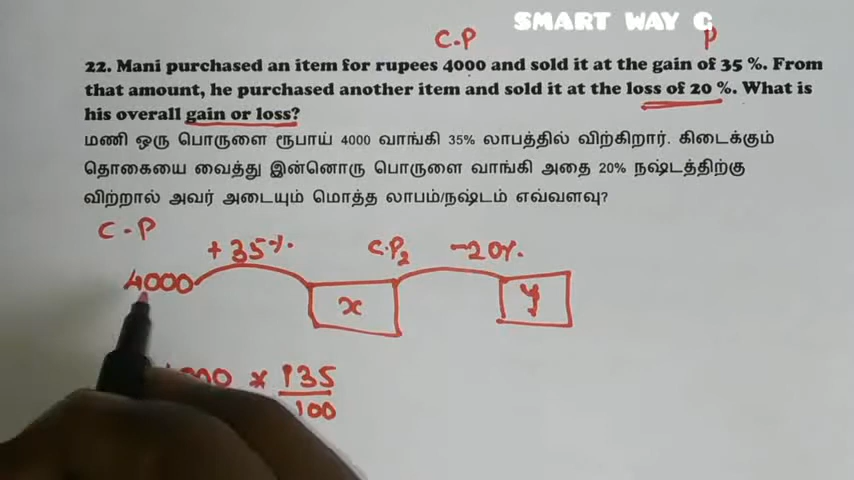 SMART WAY G
C.P P
22. Mani purchased an item for rupees 4000 and sold it at the gain of 35 %. From
that amount, he purchased another item and sold it at the loss of 20 %. What is
his overall gain or loss?
மணி ஒரு பொருளை ரூபாய் 4000 வாங்கி 35% லாபத்தில் விற்கிறார். கிடைக்கும்
தொகையை வைத்து இன்னொரு பொருளை வாங்கி அதை 20% நஷ்டத்திற்கு
விற்றால் அவர் அடையும் மொத்த லாபம்/நஷ்டம் எவ்வளவு?
C - P
+ 35% C.P₂ -20%
4000 x y
* 135
100